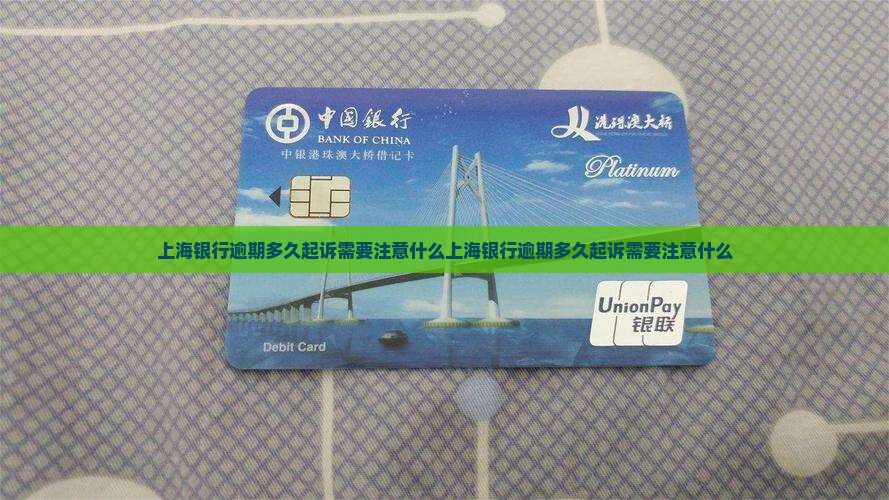 中国銀行
BANK OF CHINA
中银港珠澳大桥借记卡
港珠澳大桥
Platinum
上海银行逾期多久起诉需要注意什么上海银行逾期多久起诉需要注意什么
UnionPay
银联
Debit Card